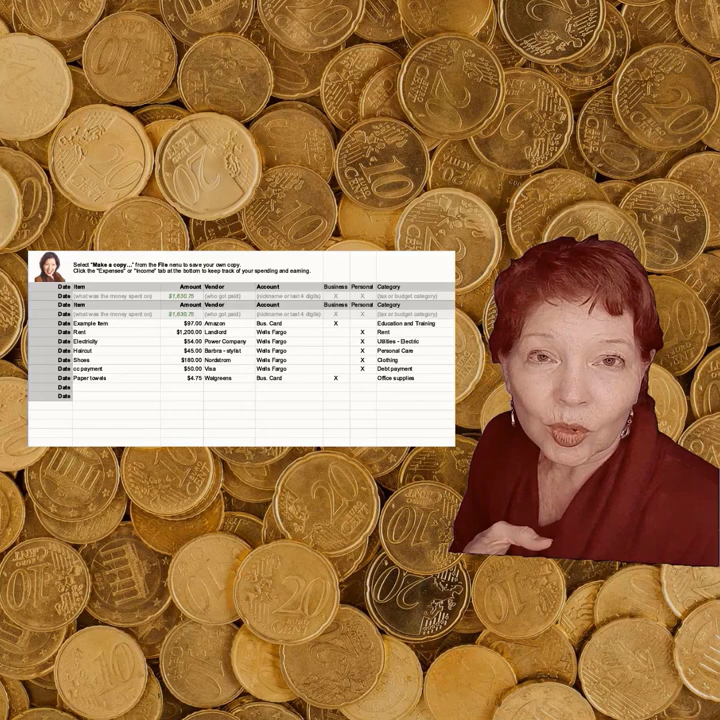 Select "Make a copy..." from the File menu to save your own copy.
Click the "Expenses" or "Income" tab at the bottom to keep track of your spending and earning.
Date Item Amount Vendor Account Business Personal Category
Date (what was the money spent on) $1,630.75 (who got paid) (nickname or last 4 digits) X X (tax or budget category)
Date Item Amount Vendor Account Business Personal Category
Date (what was the money spent on) $1,630.75 (who got paid) (nickname or last 4 digits) X X (tax or budget category)
Date Example item $97.00 Amazon Bus. Card X Education and Training
Date Rent $1,200.00 Landlord Wells Fargo X Rent
Date Electricity $54.00 Power Company Wells Fargo X Utilities - Electric
Date Haircut $45.00 Barbra - stylist Wells Fargo X Personal Care
Date Shoes $180.00 Nordstrom Wells Fargo X Clothing
Date cc payment $50.00 Visa Wells Fargo X Debt payment
Date Paper towels $4.75 Walgreens Bus. Card X Office supplies
Date
Date